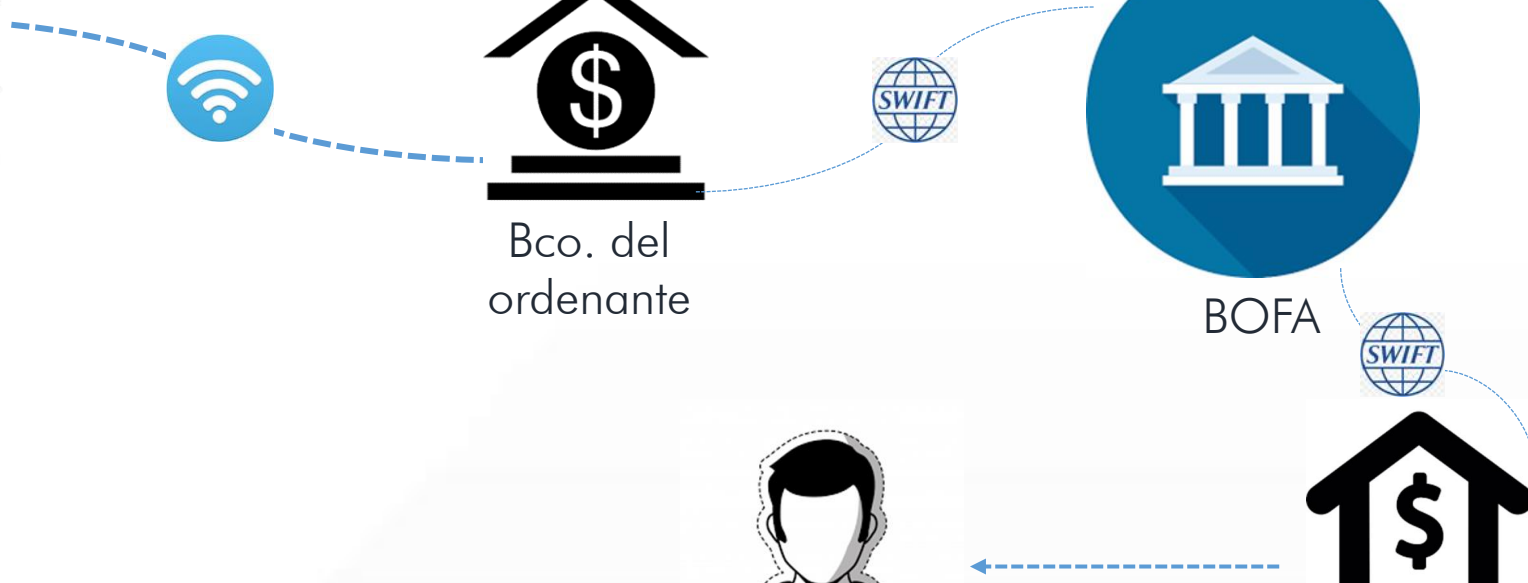 $
SWIFT
Bco. del
ordenante
BOFA
SWIFT
$